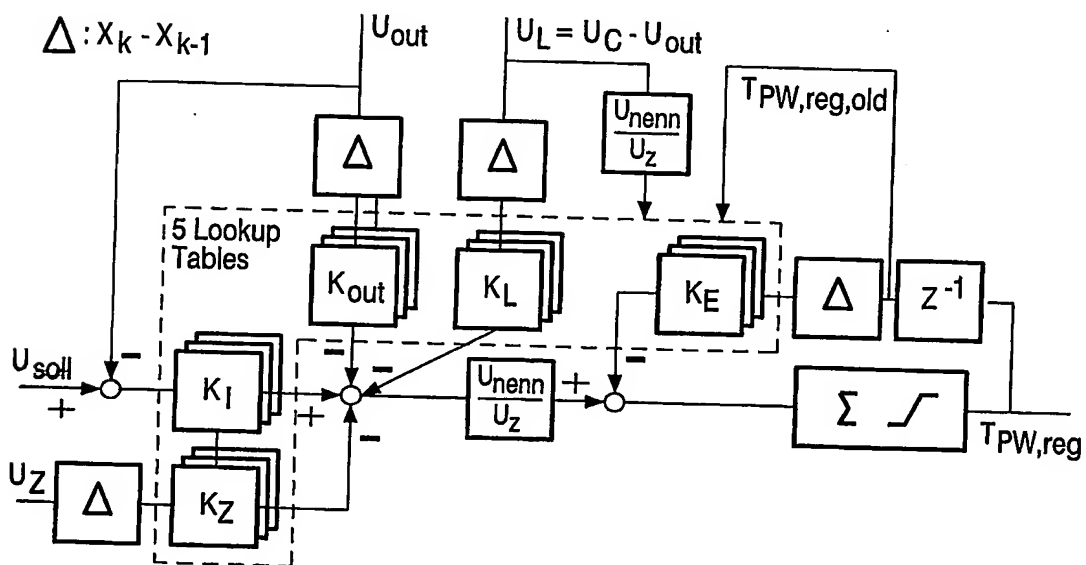 Δ : X_k - X_k-1
U_out
U_L = U_C - U_out
T_PW,reg,old
U_nenn
U_z
Δ
Δ
5 Lookup
Tables
K_out
K_L
K_E
Δ
Z^-1
U_soll
−
+
K_I
+
−
−
−
U_nenn
U_z
+
−
Σ
T_PW,reg
U_Z
Δ
K_Z